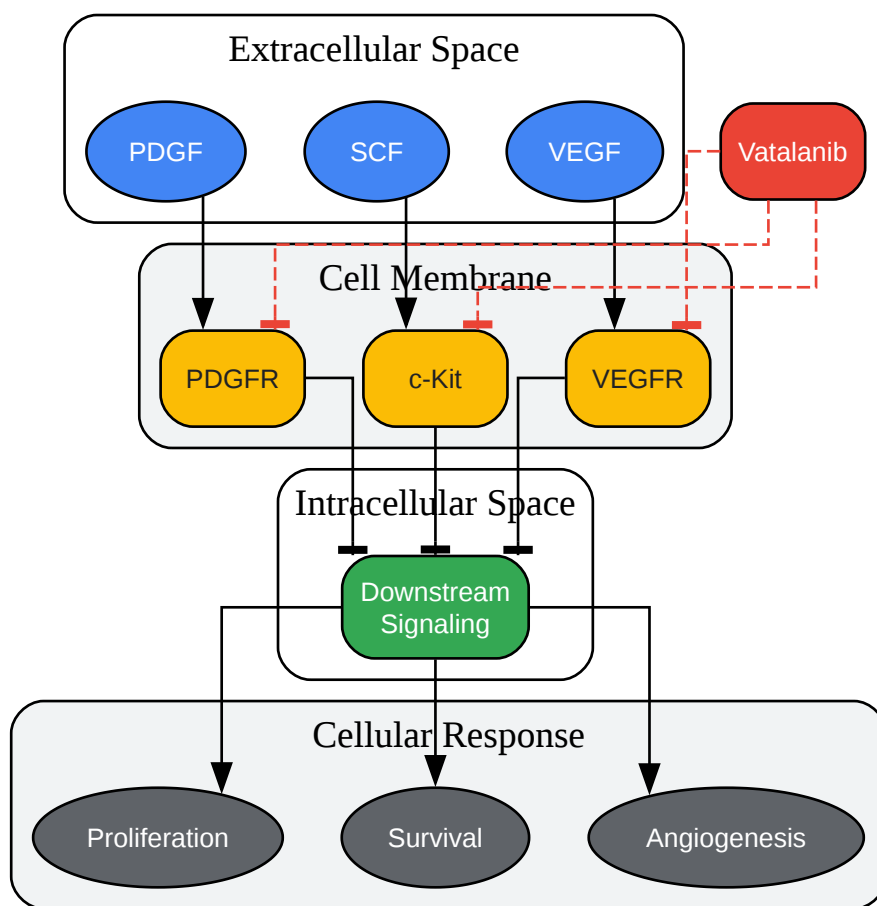 Extracellular Space
PDGF
SCF
VEGF
Vatalanib
Cell Membrane
PDGFR
c-Kit
VEGFR
Intracellular Space
Downstream
Signaling
Cellular Response
Proliferation
Survival
Angiogenesis